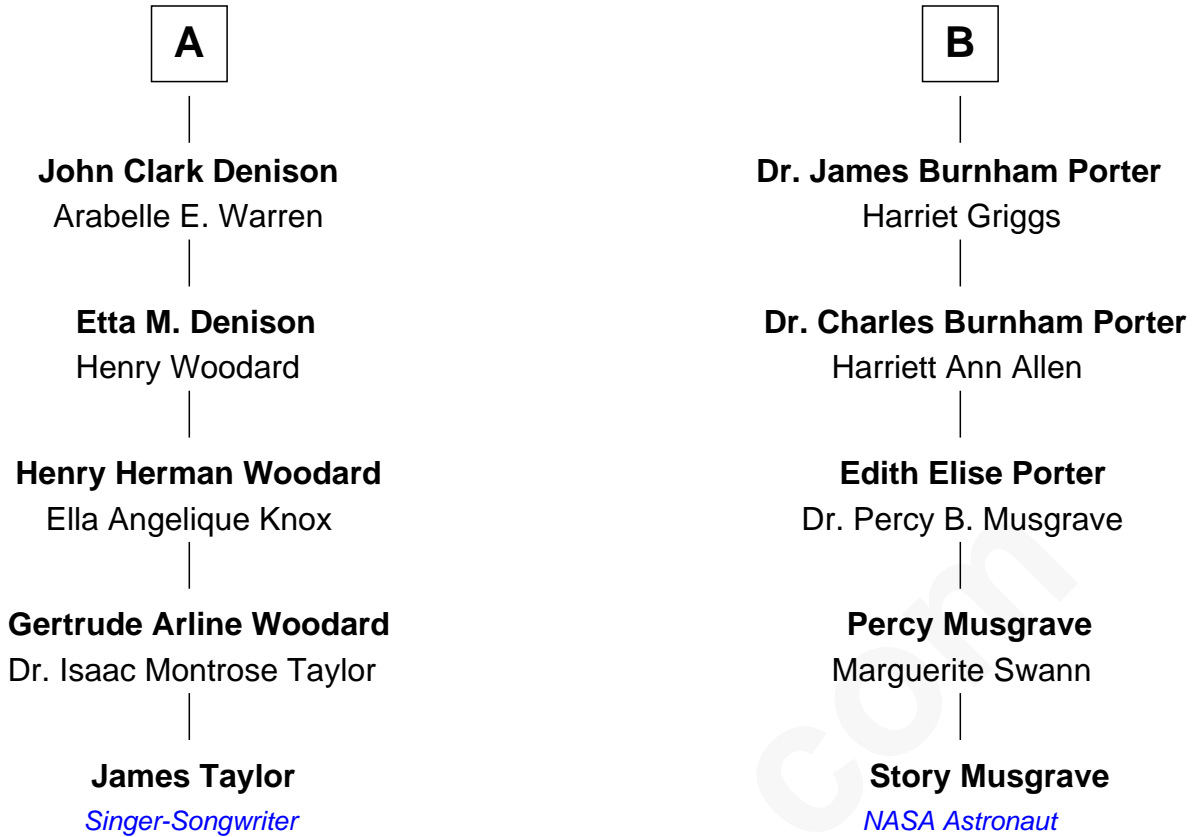 A
John Clark Denison
Arabelle E. Warren
Etta M. Denison
Henry Woodard
Henry Herman Woodard
Ella Angelique Knox
Gertrude Arline Woodard
Dr. Isaac Montrose Taylor
James Taylor
Singer-Songwriter
B
Dr. James Burnham Porter
Harriet Griggs
Dr. Charles Burnham Porter
Harriett Ann Allen
Edith Elise Porter
Dr. Percy B. Musgrave
Percy Musgrave
Marguerite Swann
Story Musgrave
NASA Astronaut
com